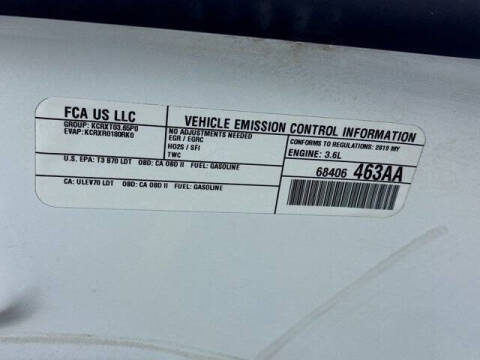 FCA US LLC
GROUP: KCRXT03.65P0
EVAP: KCRXR0180RK0
VEHICLE EMISSION CONTROL INFORMATION
NO ADJUSTMENTS NEEDED
EGR / EGRC
HO2S / SFI
TWC
CONFORMS TO REGULATIONS: 2019 MY
ENGINE: 3.6L
U.S. EPA: T3 B70 LDT OBD: CA OBD II FUEL: GASOLINE
CA: ULEV70 LDT OBD: CA OBD II FUEL: GASOLINE
68406 463AA